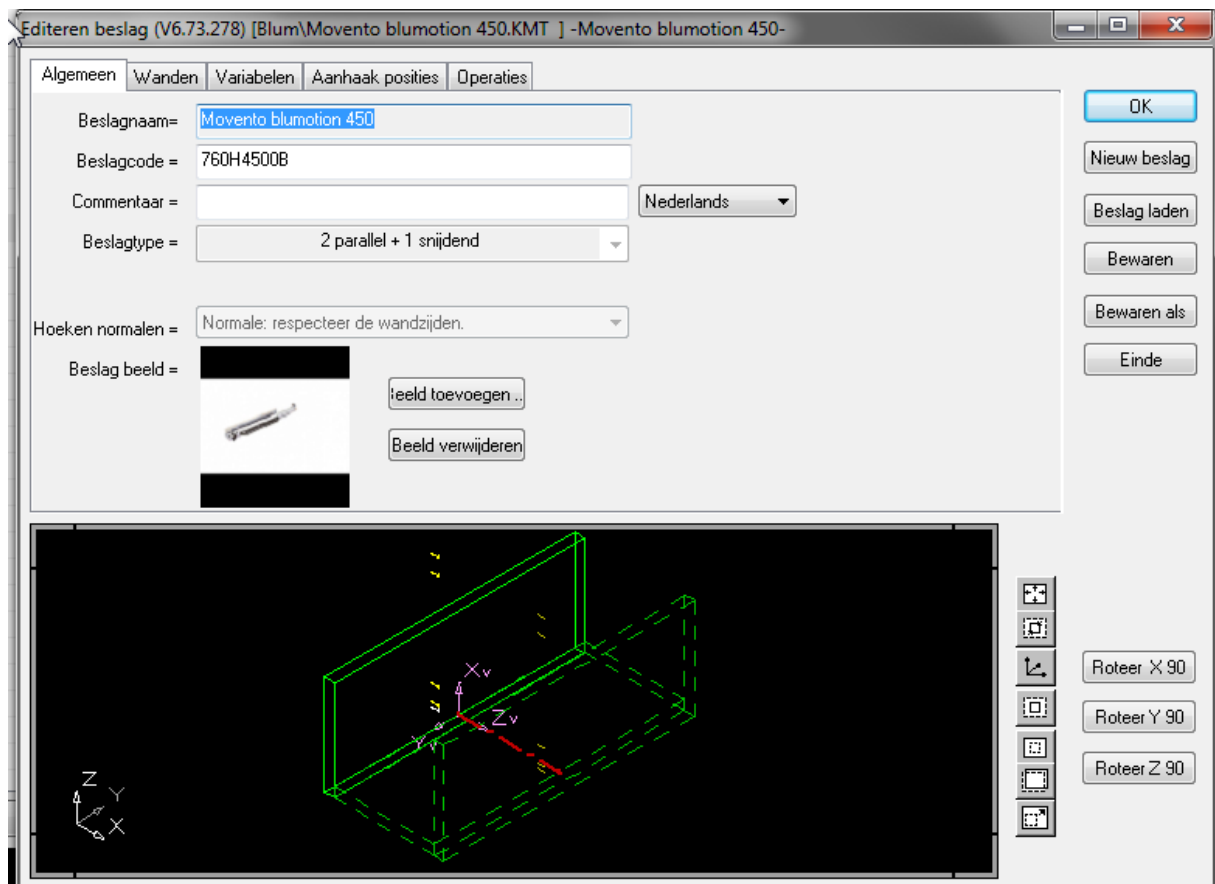 Editeren beslag (V6.73.278) [Blum\Movento blumotion 450.KMT ] -Movento blumotion 450-
Algemeen Wanden Variabelen Aanhaak posities Operaties
Beslagnaam= Movento blumotion 450
Beslagcode = 760H4500B
Commentaar = Nederlands
Beslagtype = 2 parallel + 1 snijdend
Hoeken normalen = Normale: respecteer de wandzijden.
Beslag beeld =
eeld toevoegen ..
Beeld verwijderen
OK
Nieuw beslag
Beslag laden
Bewaren
Bewaren als
Einde
Xv
Zv
Yv
Z
Y
X
Roteer X 90
Roteer Y 90
Roteer Z 90